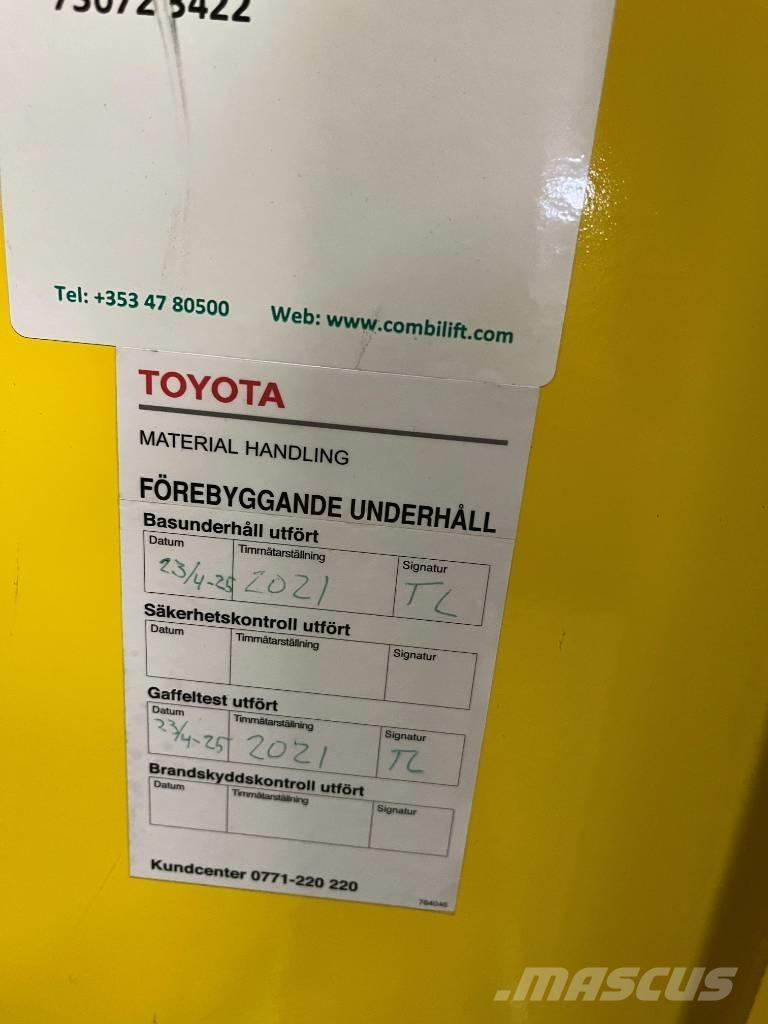 Tel: +353 47 80500 Web: www.combilift.com
TOYOTA
MATERIAL HANDLING
FÖREBYGGANDE UNDERHÅLL
Basunderhåll utfört
Datum Timmätarställning Signatur
23/4-25 2021 TL
Säkerhetskontroll utfört
Datum Timmätarställning Signatur
Gaffeltest utfört
Datum Timmätarställning Signatur
23/4-25 2021 TL
Brandskyddskontroll utfört
Datum Timmätarställning Signatur
Kundcenter 0771-220 220
764046
.MASCUS